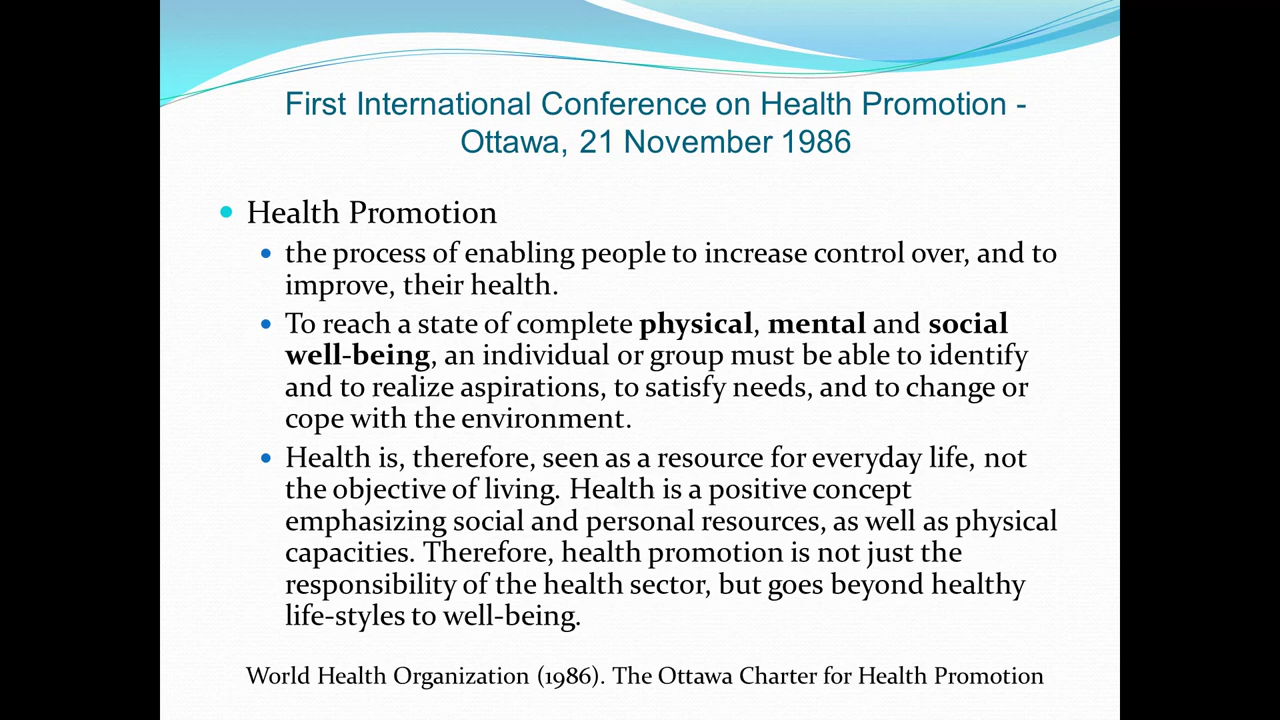 First International Conference on Health Promotion -
Ottawa, 21 November 1986
Health Promotion
the process of enabling people to increase control over, and to
improve, their health.
To reach a state of complete physical, mental and social
well-being, an individual or group must be able to identify
and to realize aspirations, to satisfy needs, and to change or
cope with the environment.
Health is, therefore, seen as a resource for everyday life, not
the objective of living. Health is a positive concept
emphasizing social and personal resources, as well as physical
capacities. Therefore, health promotion is not just the
responsibility of the health sector, but goes beyond healthy
life-styles to well-being.
World Health Organization (1986). The Ottawa Charter for Health Promotion